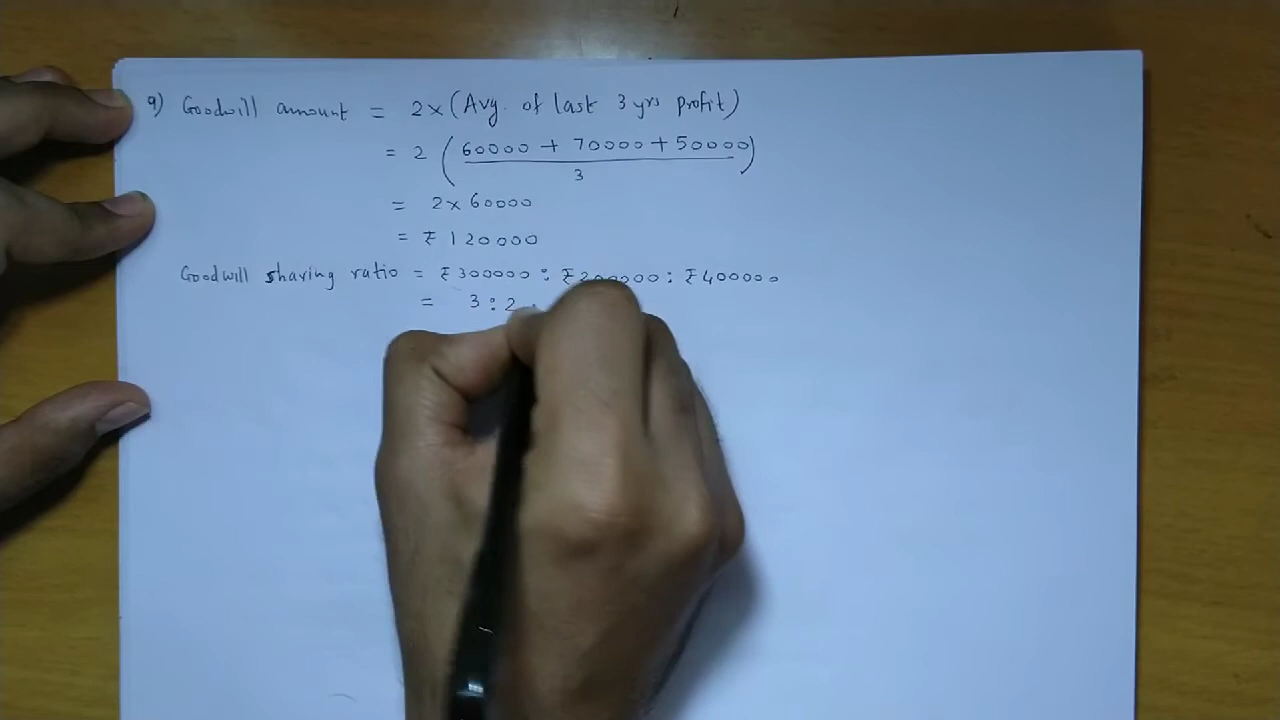 9) Goodwill amount = 2 × (Avg. of last 3 yrs profit)
= 2 (60000 + 70000 + 50000)
3
= 2 × 60000
= ₹ 120000
Goodwill sharing ratio = ₹300000 : ₹200000 : ₹400000
= 3 : 2